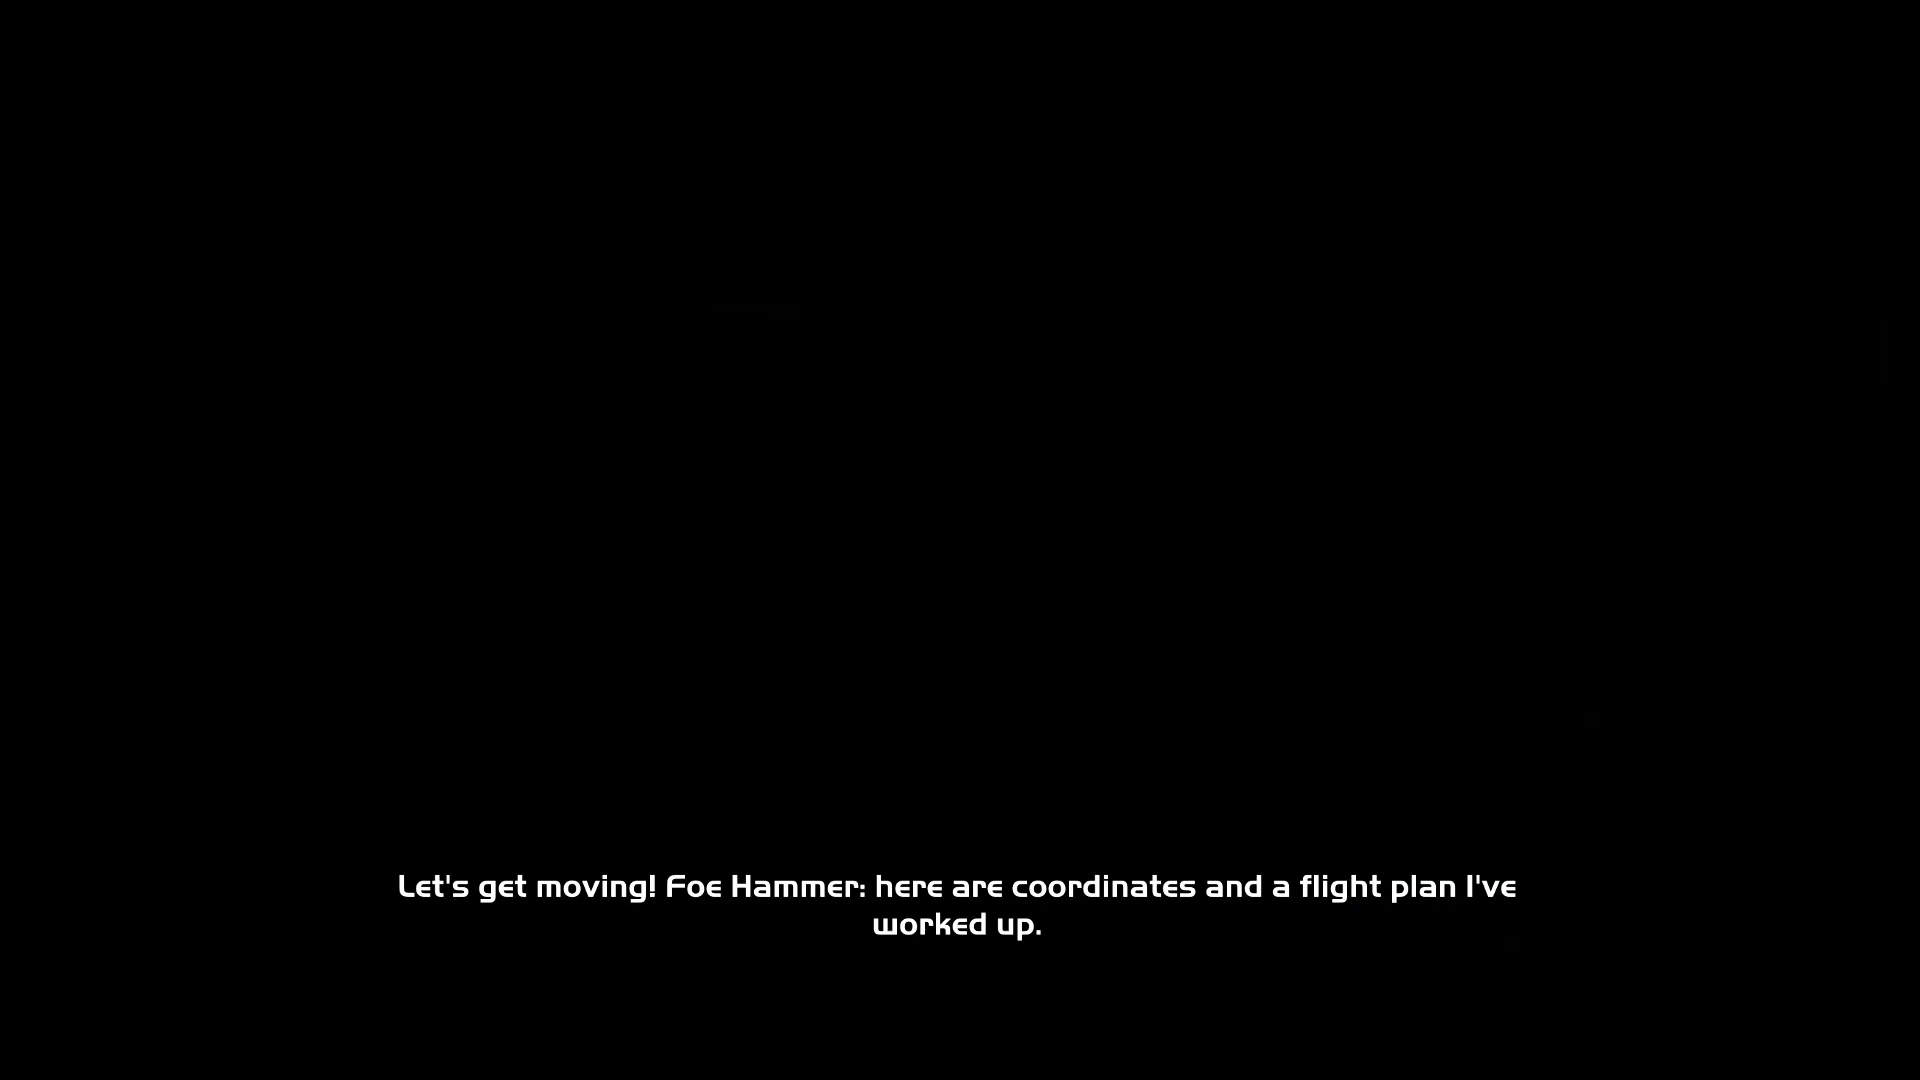 Let's get moving! Foe Hammer: here are coordinates and a flight plan I've
worked up.